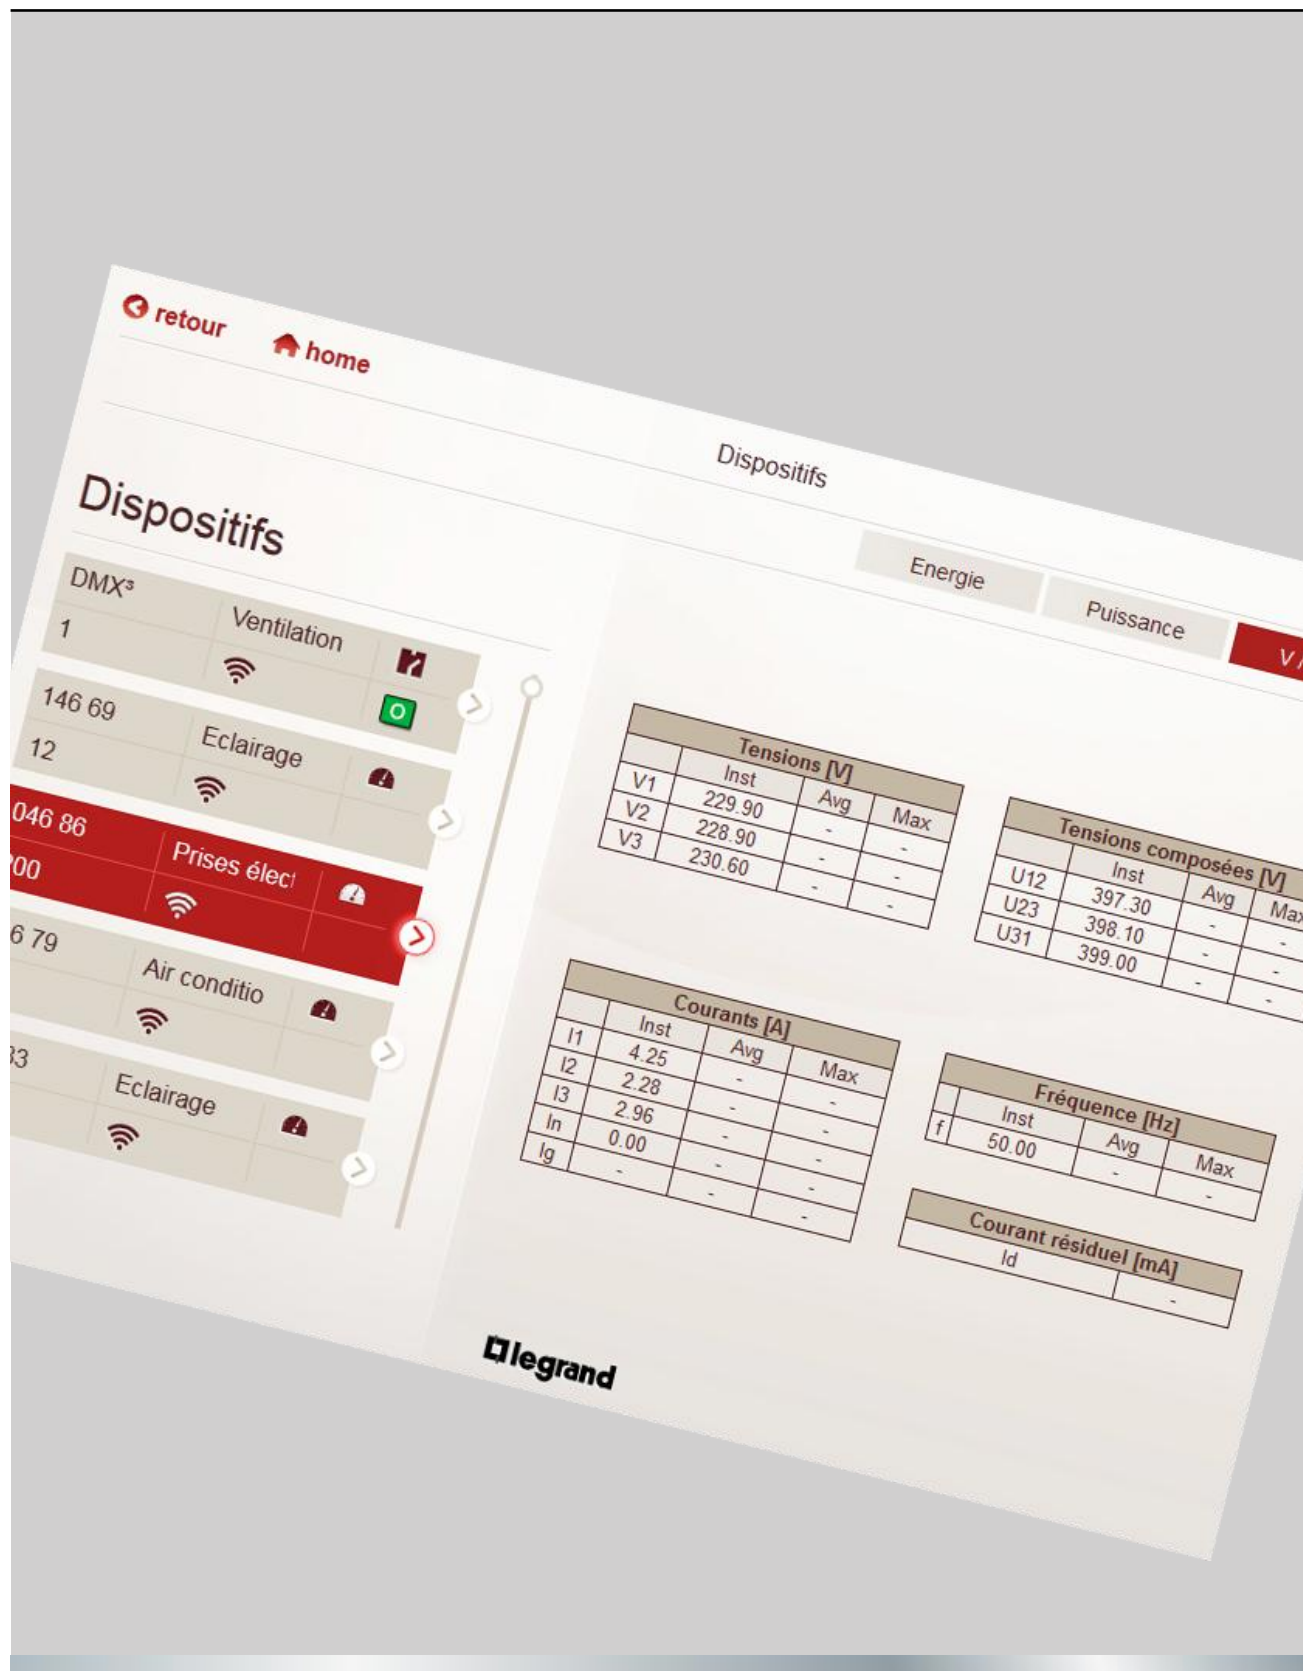 retour
home
Dispositifs
Dispositifs
Energie
Puissance
V /
DMX³
Ventilation
1
O
146 69
Eclairage
12
046 86
Prises élect
00
6 79
Air conditio
33
Eclairage
Tensions [V]
Inst Avg Max
V1 229.90 - -
V2 228.90 - -
V3 230.60 - -
Tensions composées [V]
Inst Avg Max
U12 397.30 - -
U23 398.10 - -
U31 399.00 - -
Courants [A]
Inst Avg Max
I1 4.25 - -
I2 2.28 - -
I3 2.96 - -
In 0.00 - -
Ig - - -
Fréquence [Hz]
Inst Avg Max
f 50.00 - -
Courant résiduel [mA]
Id -
legrand